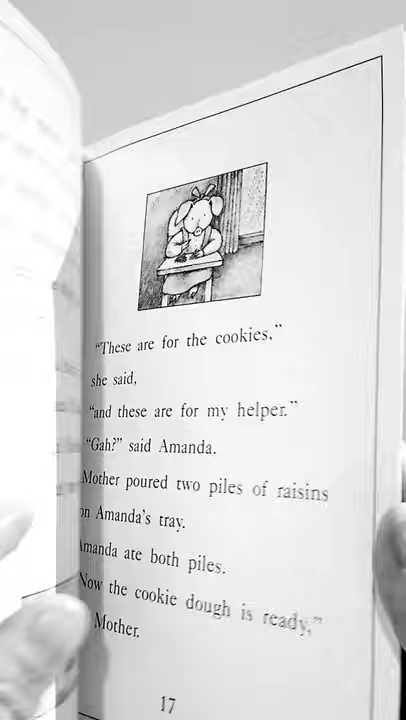 "These are for the cookies,"
she said,
"and these are for my helper."
"Gah?" said Amanda.
Mother poured two piles of raisins
on Amanda's tray.
Amanda ate both piles.
"Now the cookie dough is ready,"
Mother.
17